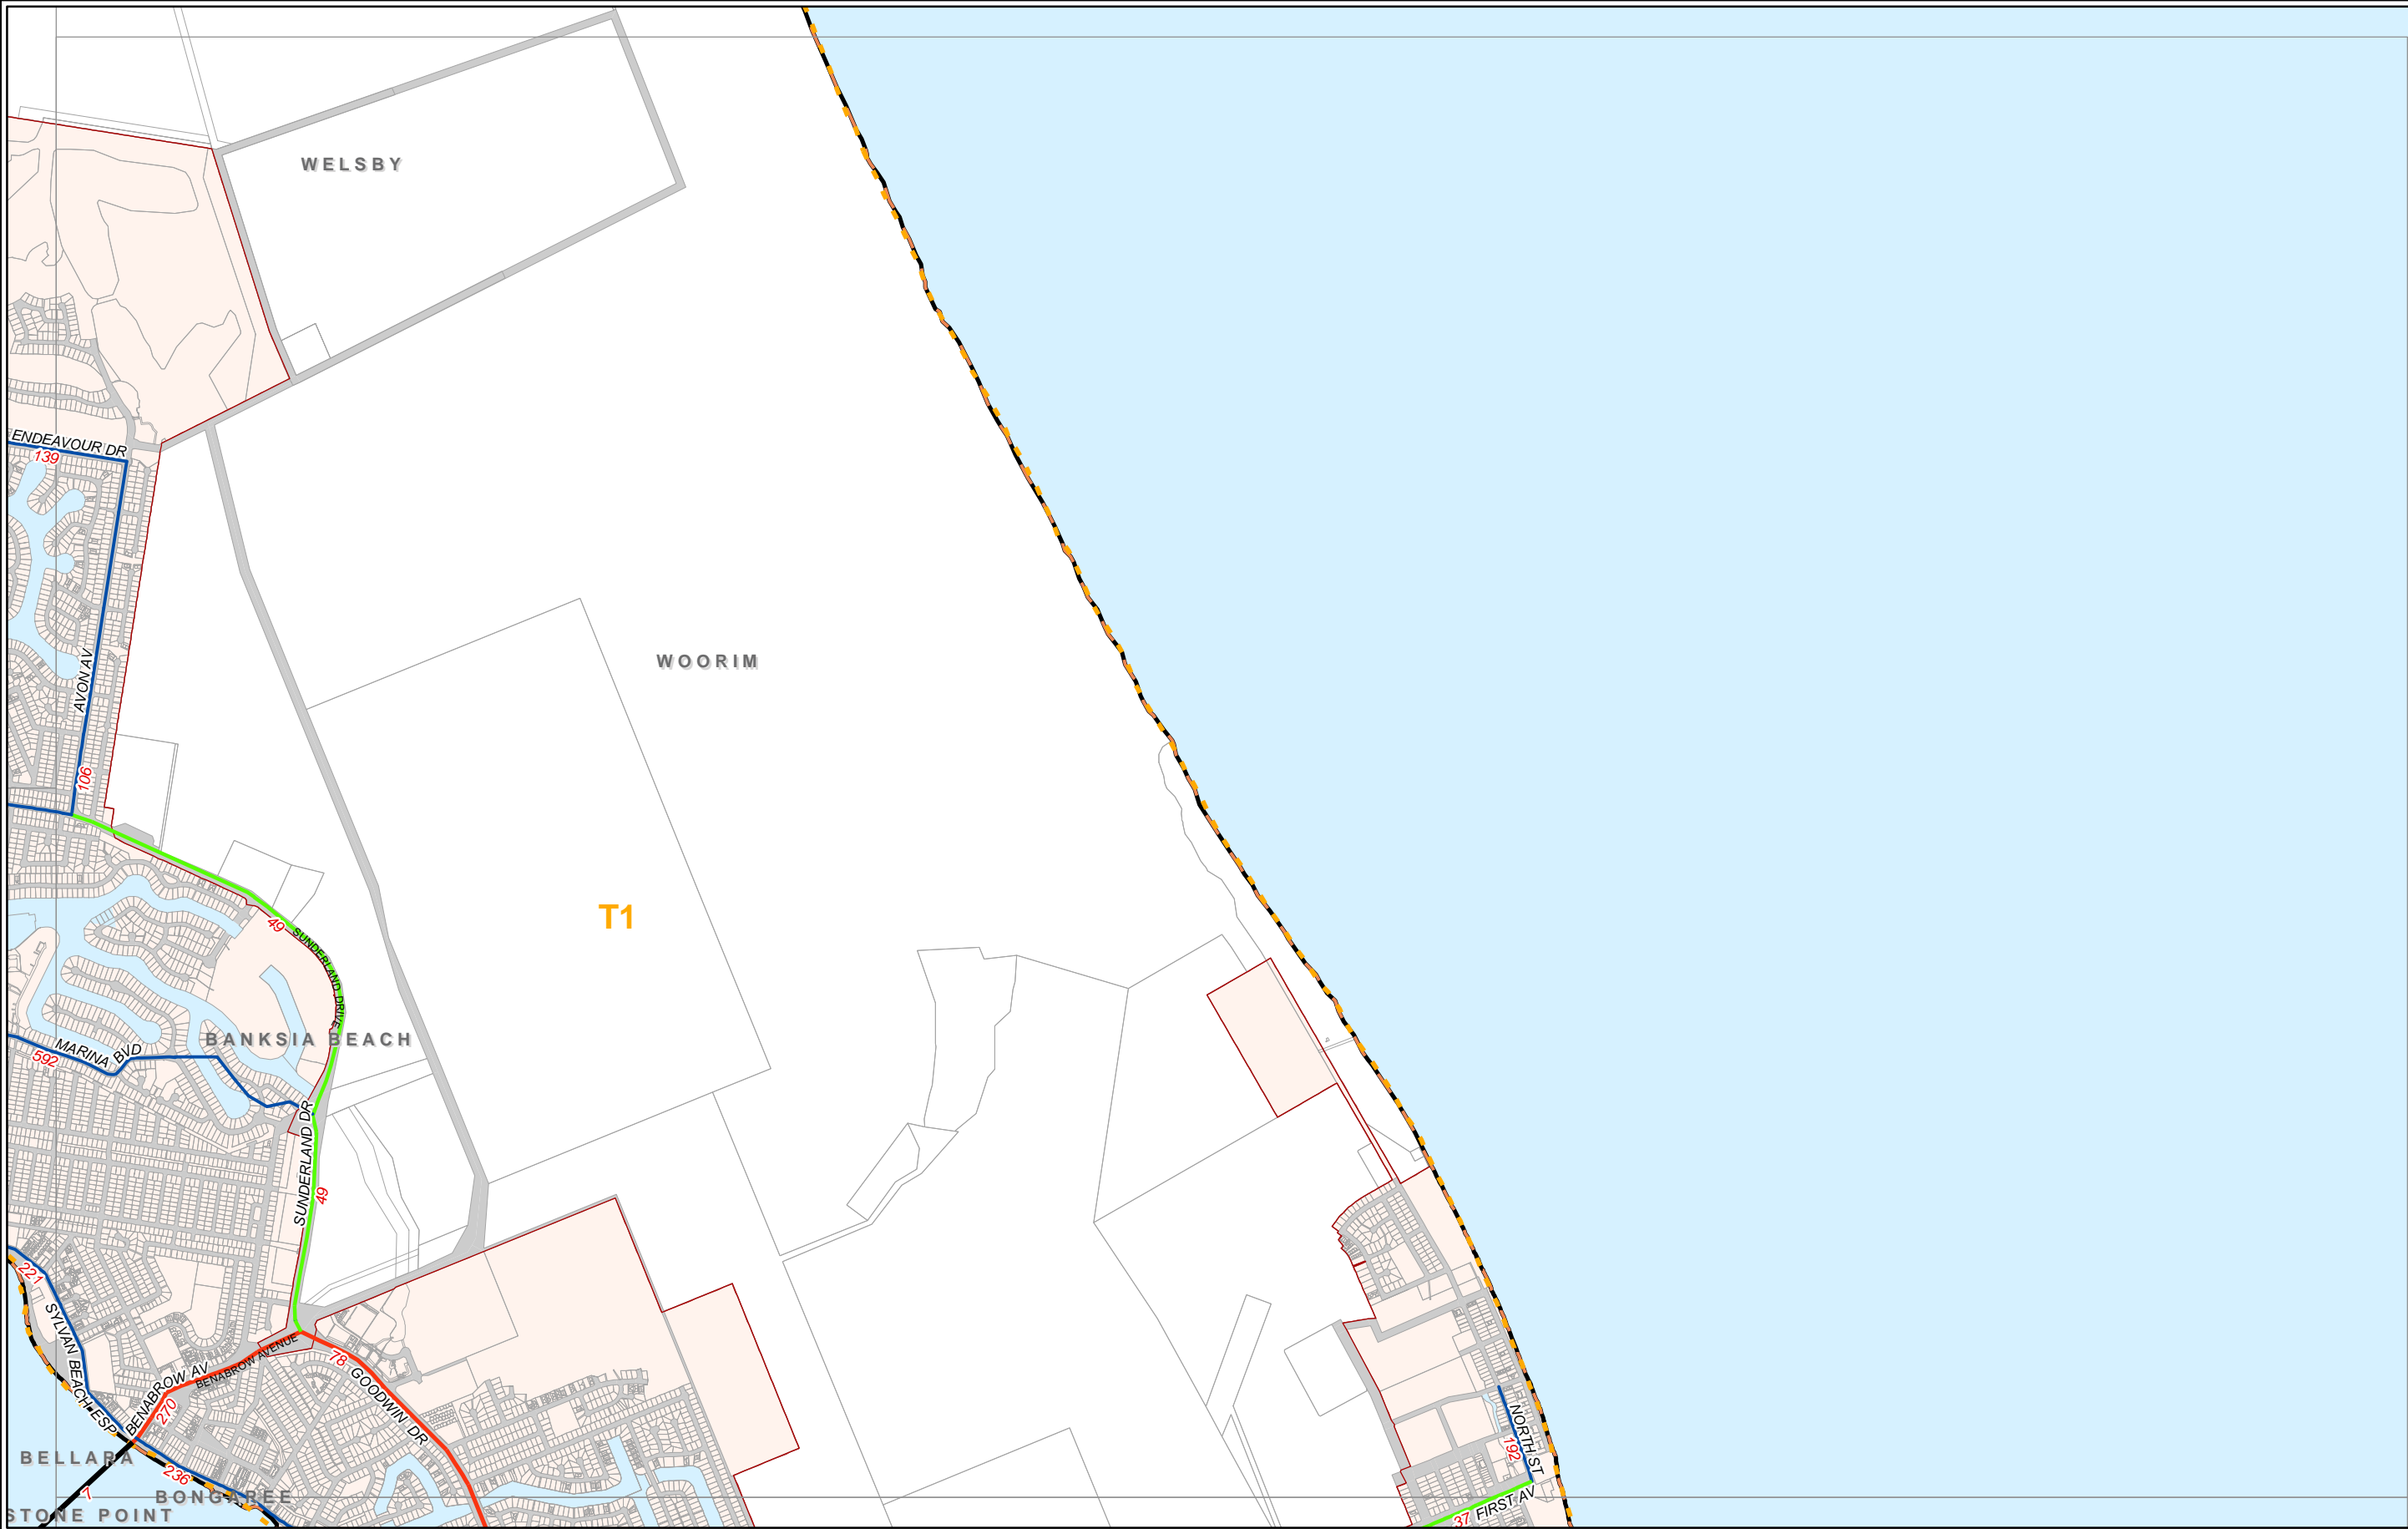 WELSBY
ENDEAVOUR DR
139
WOORIM
AVON AV
106
T1
49
SUNDERLAND DRIVE
BANKSIA BEACH
MARINA BVD
592
SUNDERLAND DR
49
221
SYLVAN BEACH ESP
BENABROW AV
BENABROW AVENUE
270
78
GOODWIN DR
NORTH ST
192
BELLARA
236
7
BONGAREE
STONE POINT
37
FIRST AV